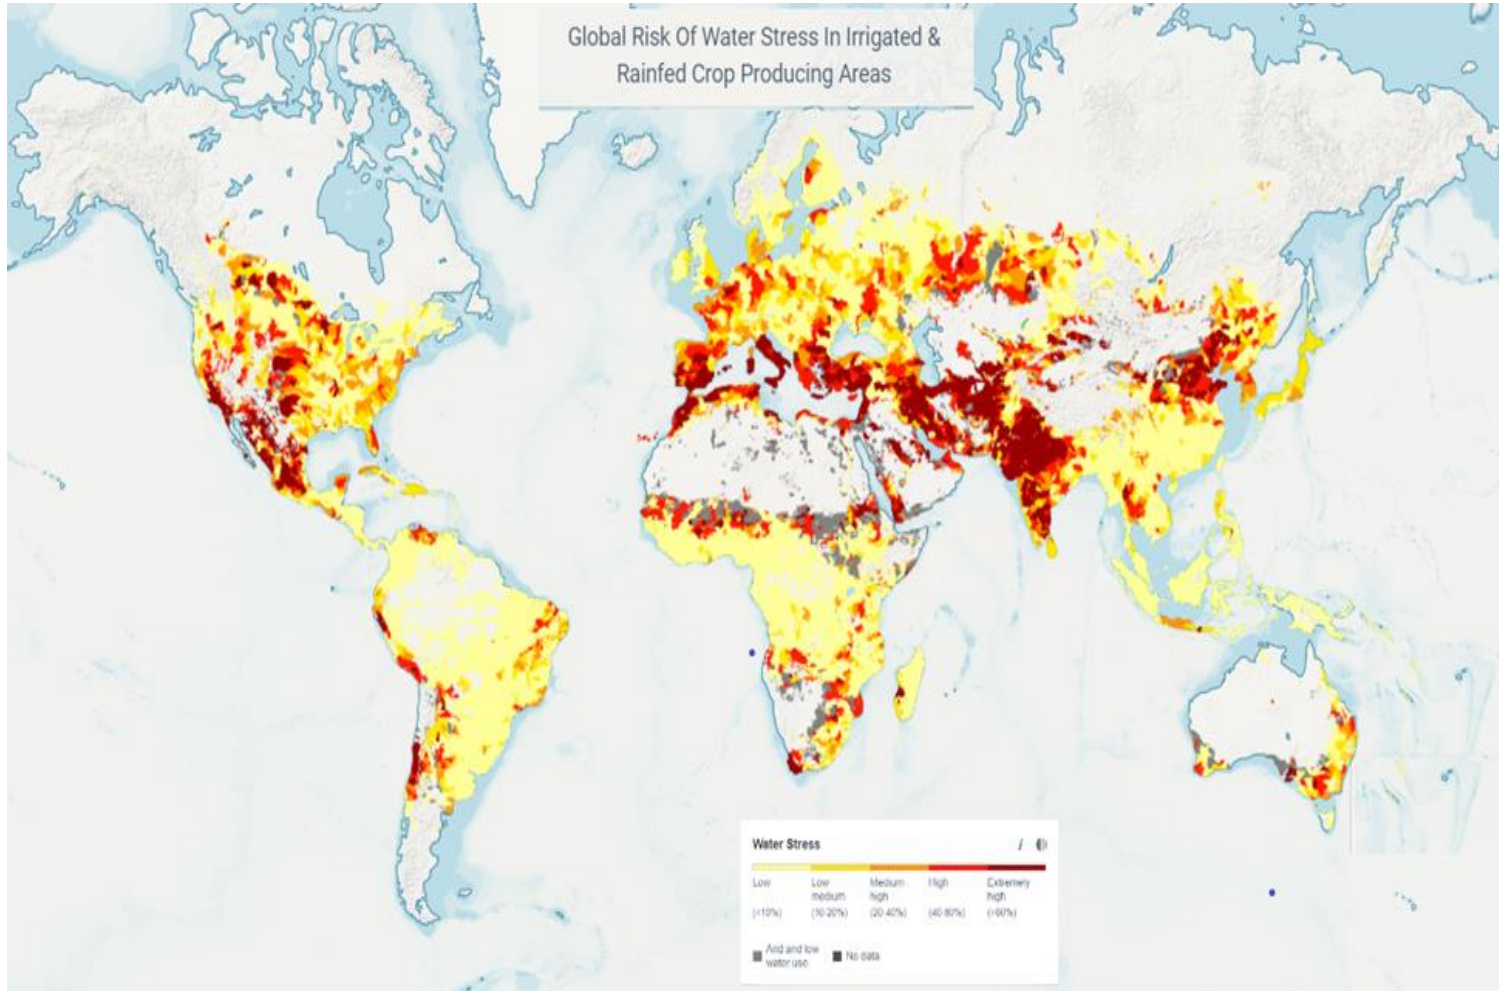 Global Risk Of Water Stress In Irrigated &
Rainfed Crop Producing Areas
Water Stress i
Low Low Medium High Extremely
medium high high
(<10%) (10-20%) (20-40%) (40-80%) (>80%)
Arid and low No data
water use